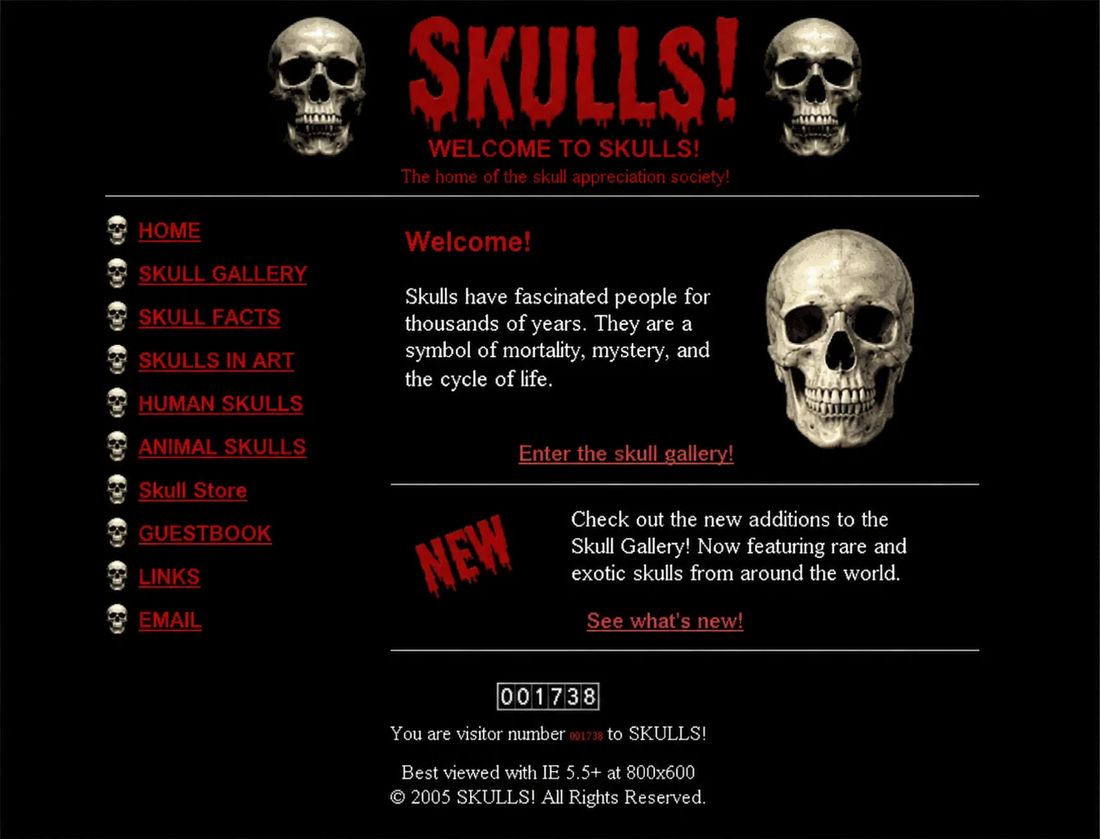 SKULLS!
WELCOME TO SKULLS!
The home of the skull appreciation society!
HOME
SKULL GALLERY
SKULL FACTS
SKULLS IN ART
HUMAN SKULLS
ANIMAL SKULLS
Skull Store
GUESTBOOK
LINKS
EMAIL
Welcome!
Skulls have fascinated people for
thousands of years. They are a
symbol of mortality, mystery, and
the cycle of life.
Enter the skull gallery!
NEW
Check out the new additions to the
Skull Gallery! Now featuring rare and
exotic skulls from around the world.
See what's new!
001738
You are visitor number 001738 to SKULLS!
Best viewed with IE 5.5+ at 800x600
© 2005 SKULLS! All Rights Reserved.